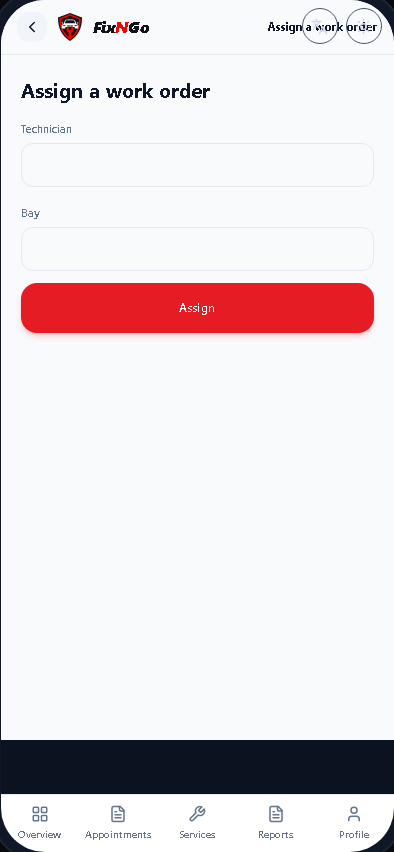 FixNGo
Assign a work order
Assign a work order
Technician
Bay
Assign
Overview
Appointments
Services
Reports
Profile